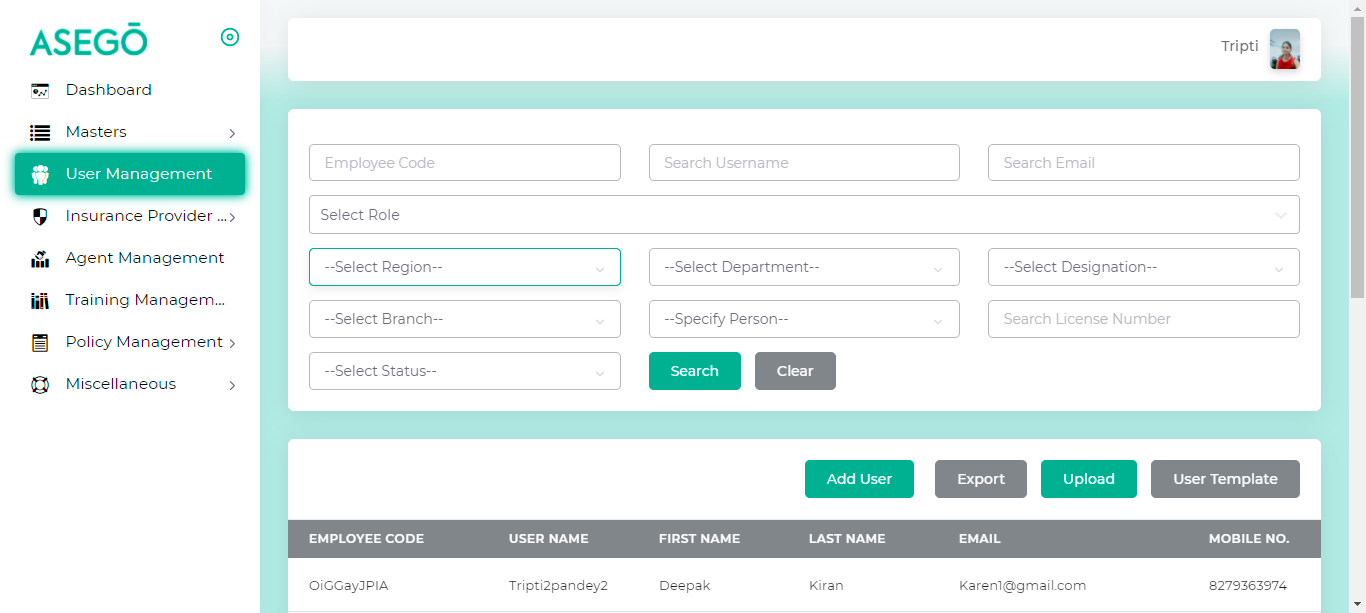 ASEGŌ
Tripti
Dashboard
Masters
User Management
Insurance Provider ...
Agent Management
Training Managem...
Policy Management
Miscellaneous
Employee Code Search Username Search Email
Select Role
--Select Region-- --Select Department-- --Select Designation--
--Select Branch-- --Specify Person-- Search License Number
--Select Status-- Search Clear
Add User Export Upload User Template
EMPLOYEE CODE USER NAME FIRST NAME LAST NAME EMAIL MOBILE NO.
OiGGayJPIA Tripti2pandey2 Deepak Kiran Karen1@gmail.com 8279363974